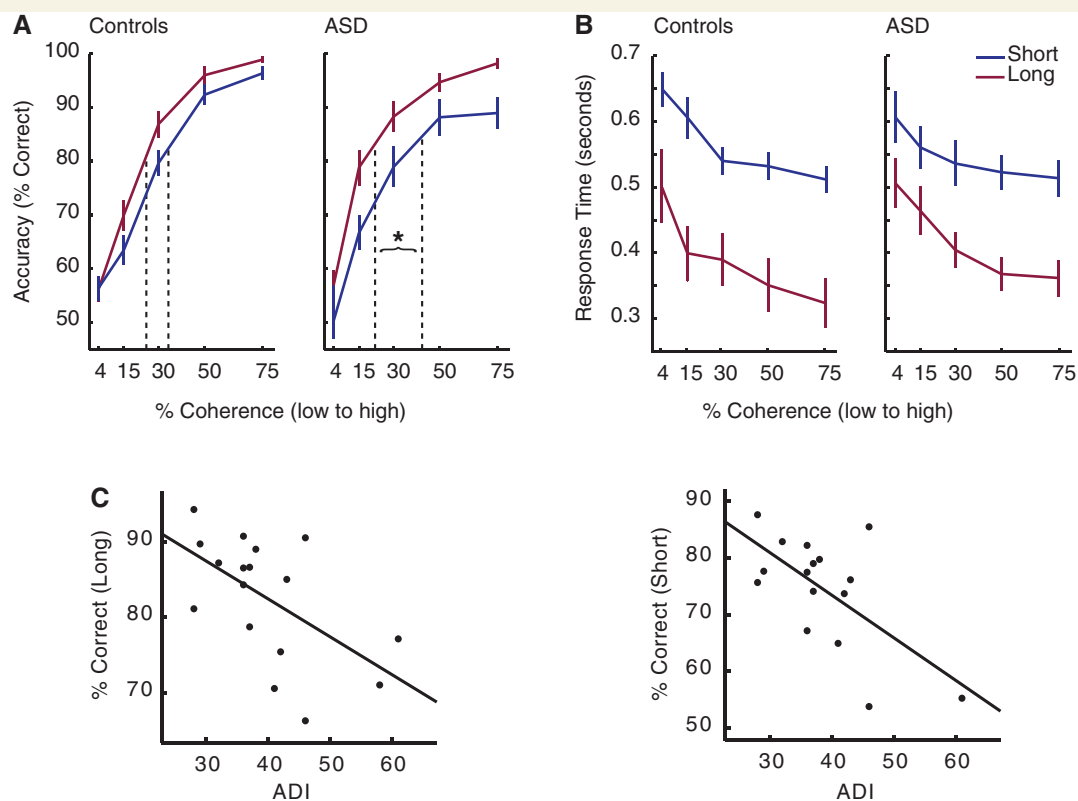 A Controls ASD
Accuracy (% Correct)
100
90
80
70
60
50
*
4 15 30 50 75 4 15 30 50 75
% Coherence (low to high)
B Controls ASD
Short
Long
Response Time (seconds)
0.7
0.6
0.5
0.4
0.3
4 15 30 50 75 4 15 30 50 75
% Coherence (low to high)
C
% Correct (Long)
90
80
70
30 40 50 60
ADI
% Correct (Short)
90
80
70
60
50
30 40 50 60
ADI